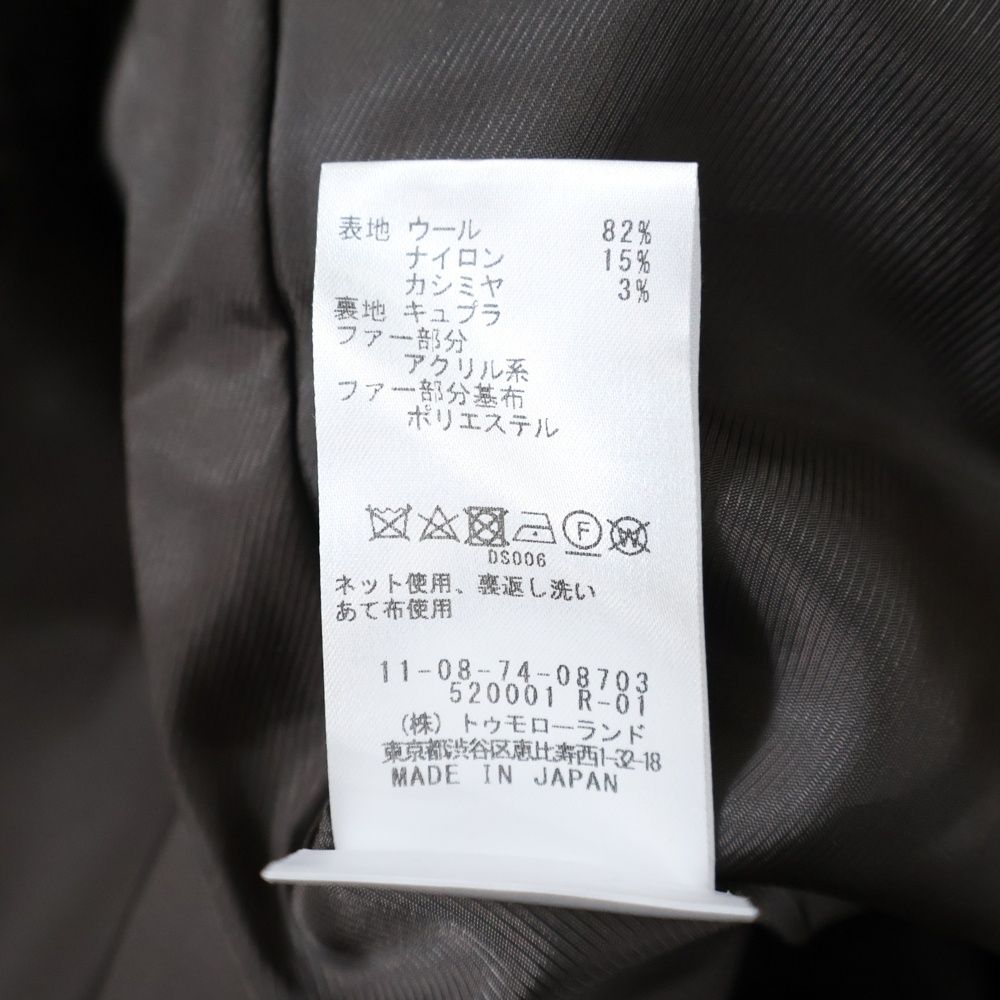 表地 ウール 82%
ナイロン 15%
カシミヤ 3%
裏地 キュプラ
ファー部分
アクリル系
ファー部分基布
ポリエステル
F W
DS006
ネット使用、裏返し洗い
あて布使用
11-08-74-08703
520001 R-01
(株) トゥモローランド
東京都渋谷区恵比寿西1-32-18
MADE IN JAPAN